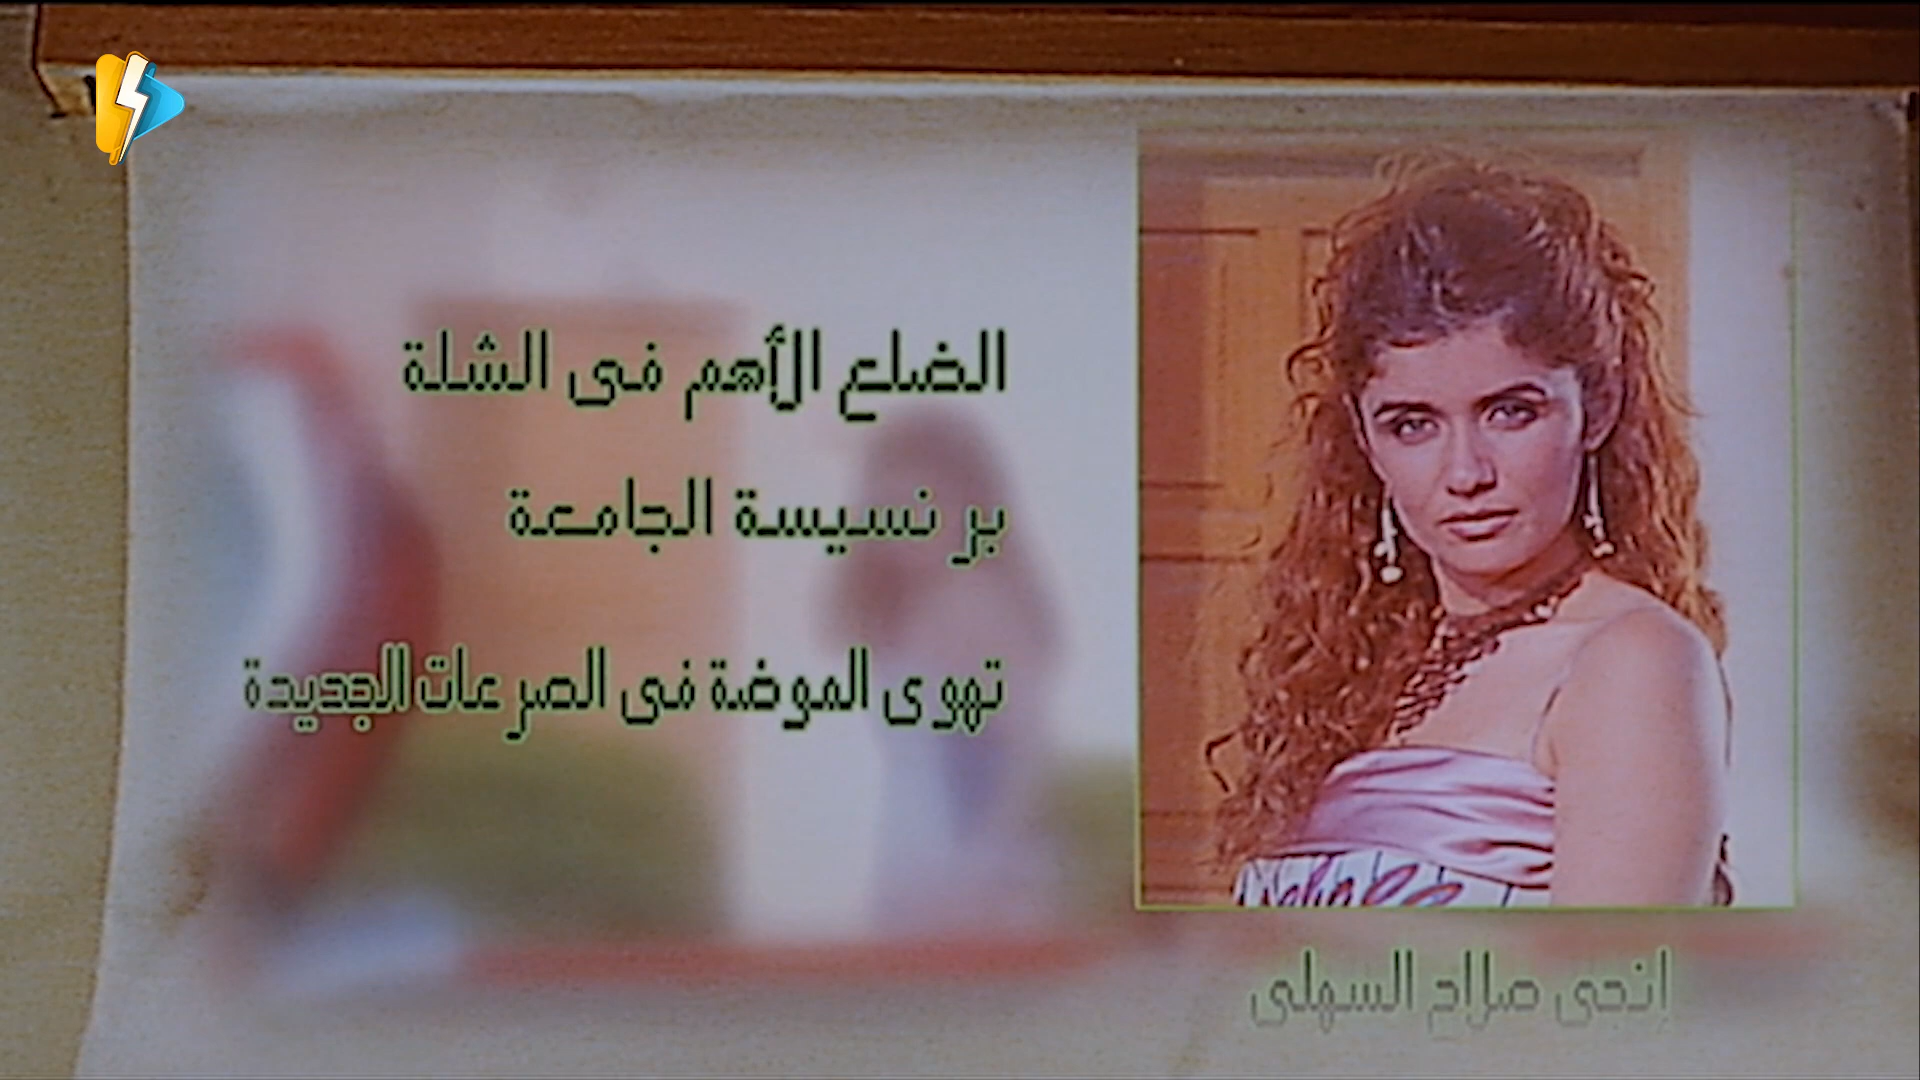 الضلع الأهم فى الشلة
برنسيسة الجامعة
تهوى الموضة فى الصرعات الجديدة
إنجى صلاح السهلى